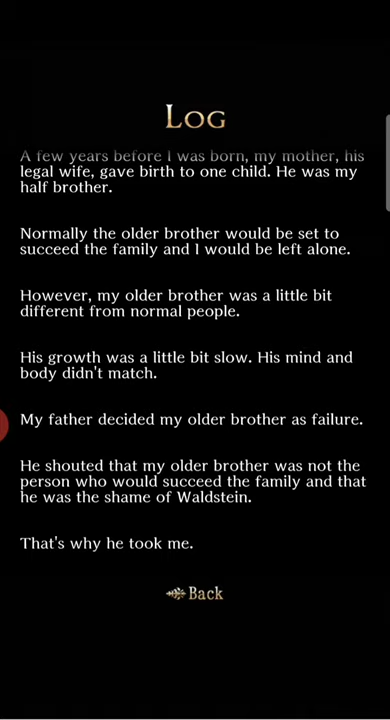 Log
A few years before I was born, my mother, his
legal wife, gave birth to one child. He was my
half brother.
Normally the older brother would be set to
succeed the family and I would be left alone.
However, my older brother was a little bit
different from normal people.
His growth was a little bit slow. His mind and
body didn't match.
My father decided my older brother as failure.
He shouted that my older brother was not the
person who would succeed the family and that
he was the shame of Waldstein.
That's why he took me.
Back